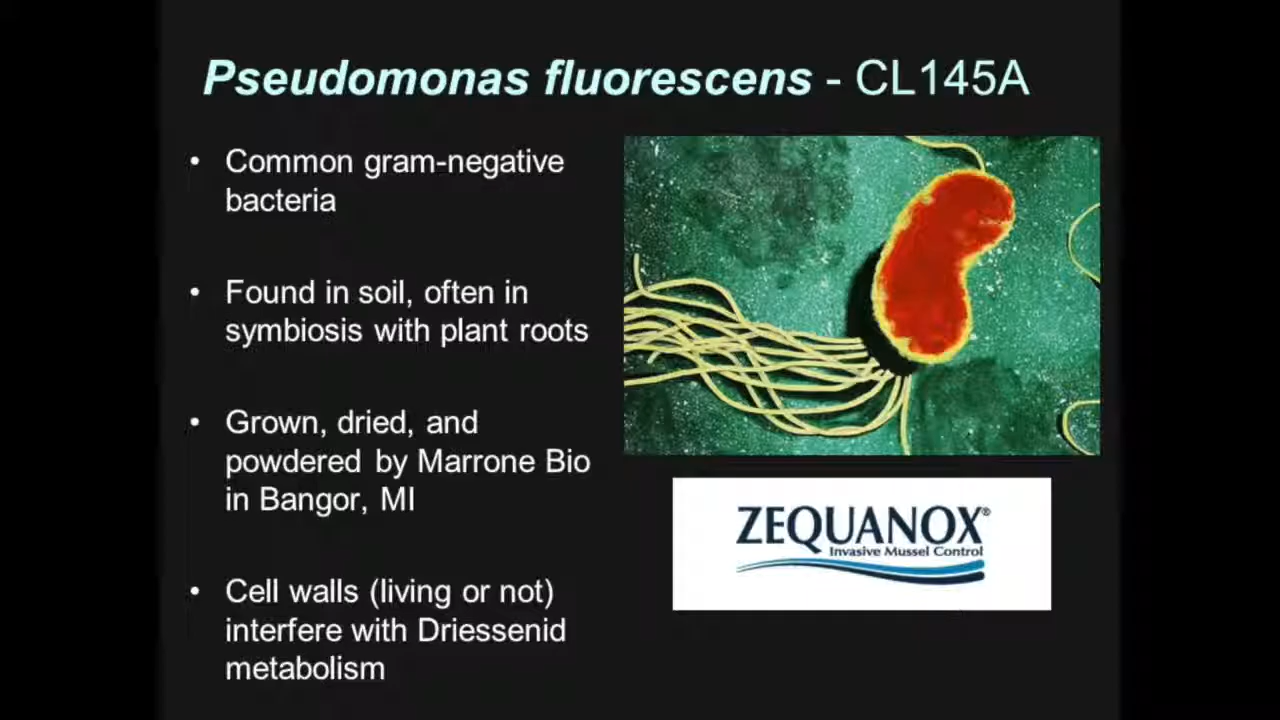 Pseudomonas fluorescens - CL145A
• Common gram-negative
bacteria
• Found in soil, often in
symbiosis with plant roots
• Grown, dried, and
powdered by Marrone Bio
in Bangor, MI
• Cell walls (living or not)
interfere with Driessenid
metabolism
ZEQUANOX®
Invasive Mussel Control